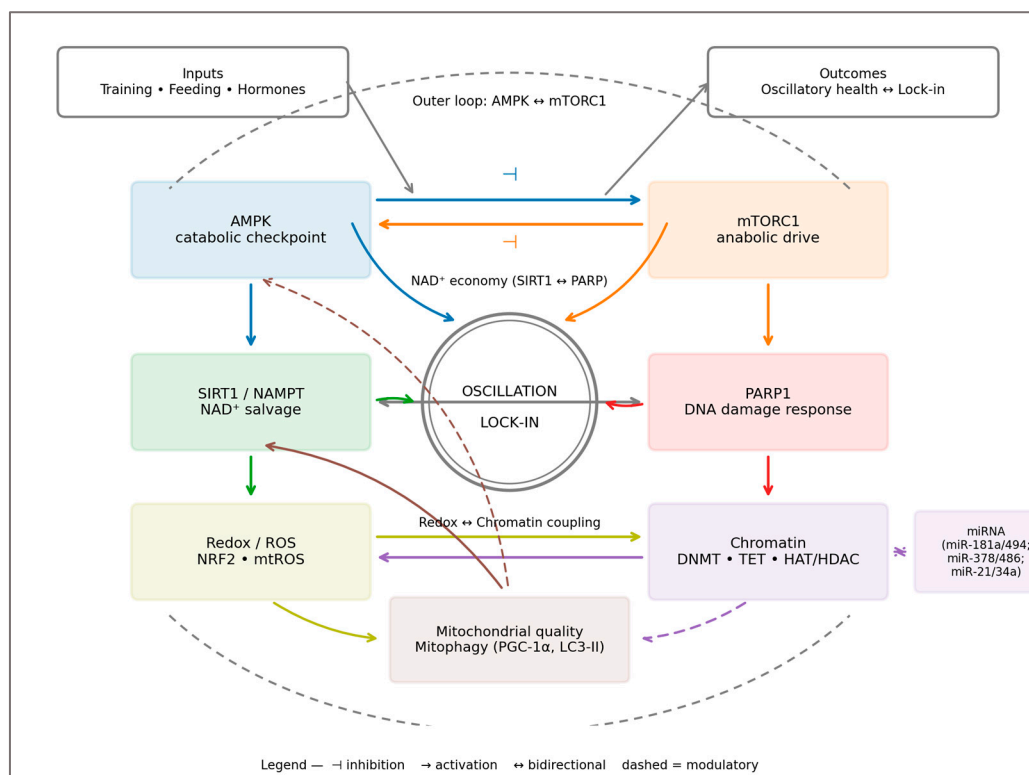 Inputs
Training • Feeding • Hormones
Outcomes
Oscillatory health ↔ Lock-in
Outer loop: AMPK ↔ mTORC1
⊣
AMPK
catabolic checkpoint
mTORC1
anabolic drive
⊣
NAD⁺ economy (SIRT1 ↔ PARP)
SIRT1 / NAMPT
NAD⁺ salvage
OSCILLATION
LOCK-IN
PARP1
DNA damage response
Redox ↔ Chromatin coupling
Redox / ROS
NRF2 • mtROS
Chromatin
DNMT • TET • HAT/HDAC
miRNA
(miR-181a/494;
miR-378/486;
miR-21/34a)
Mitochondrial quality
Mitophagy (PGC-1α, LC3-II)
Legend — ⊣ inhibition → activation ↔ bidirectional dashed = modulatory